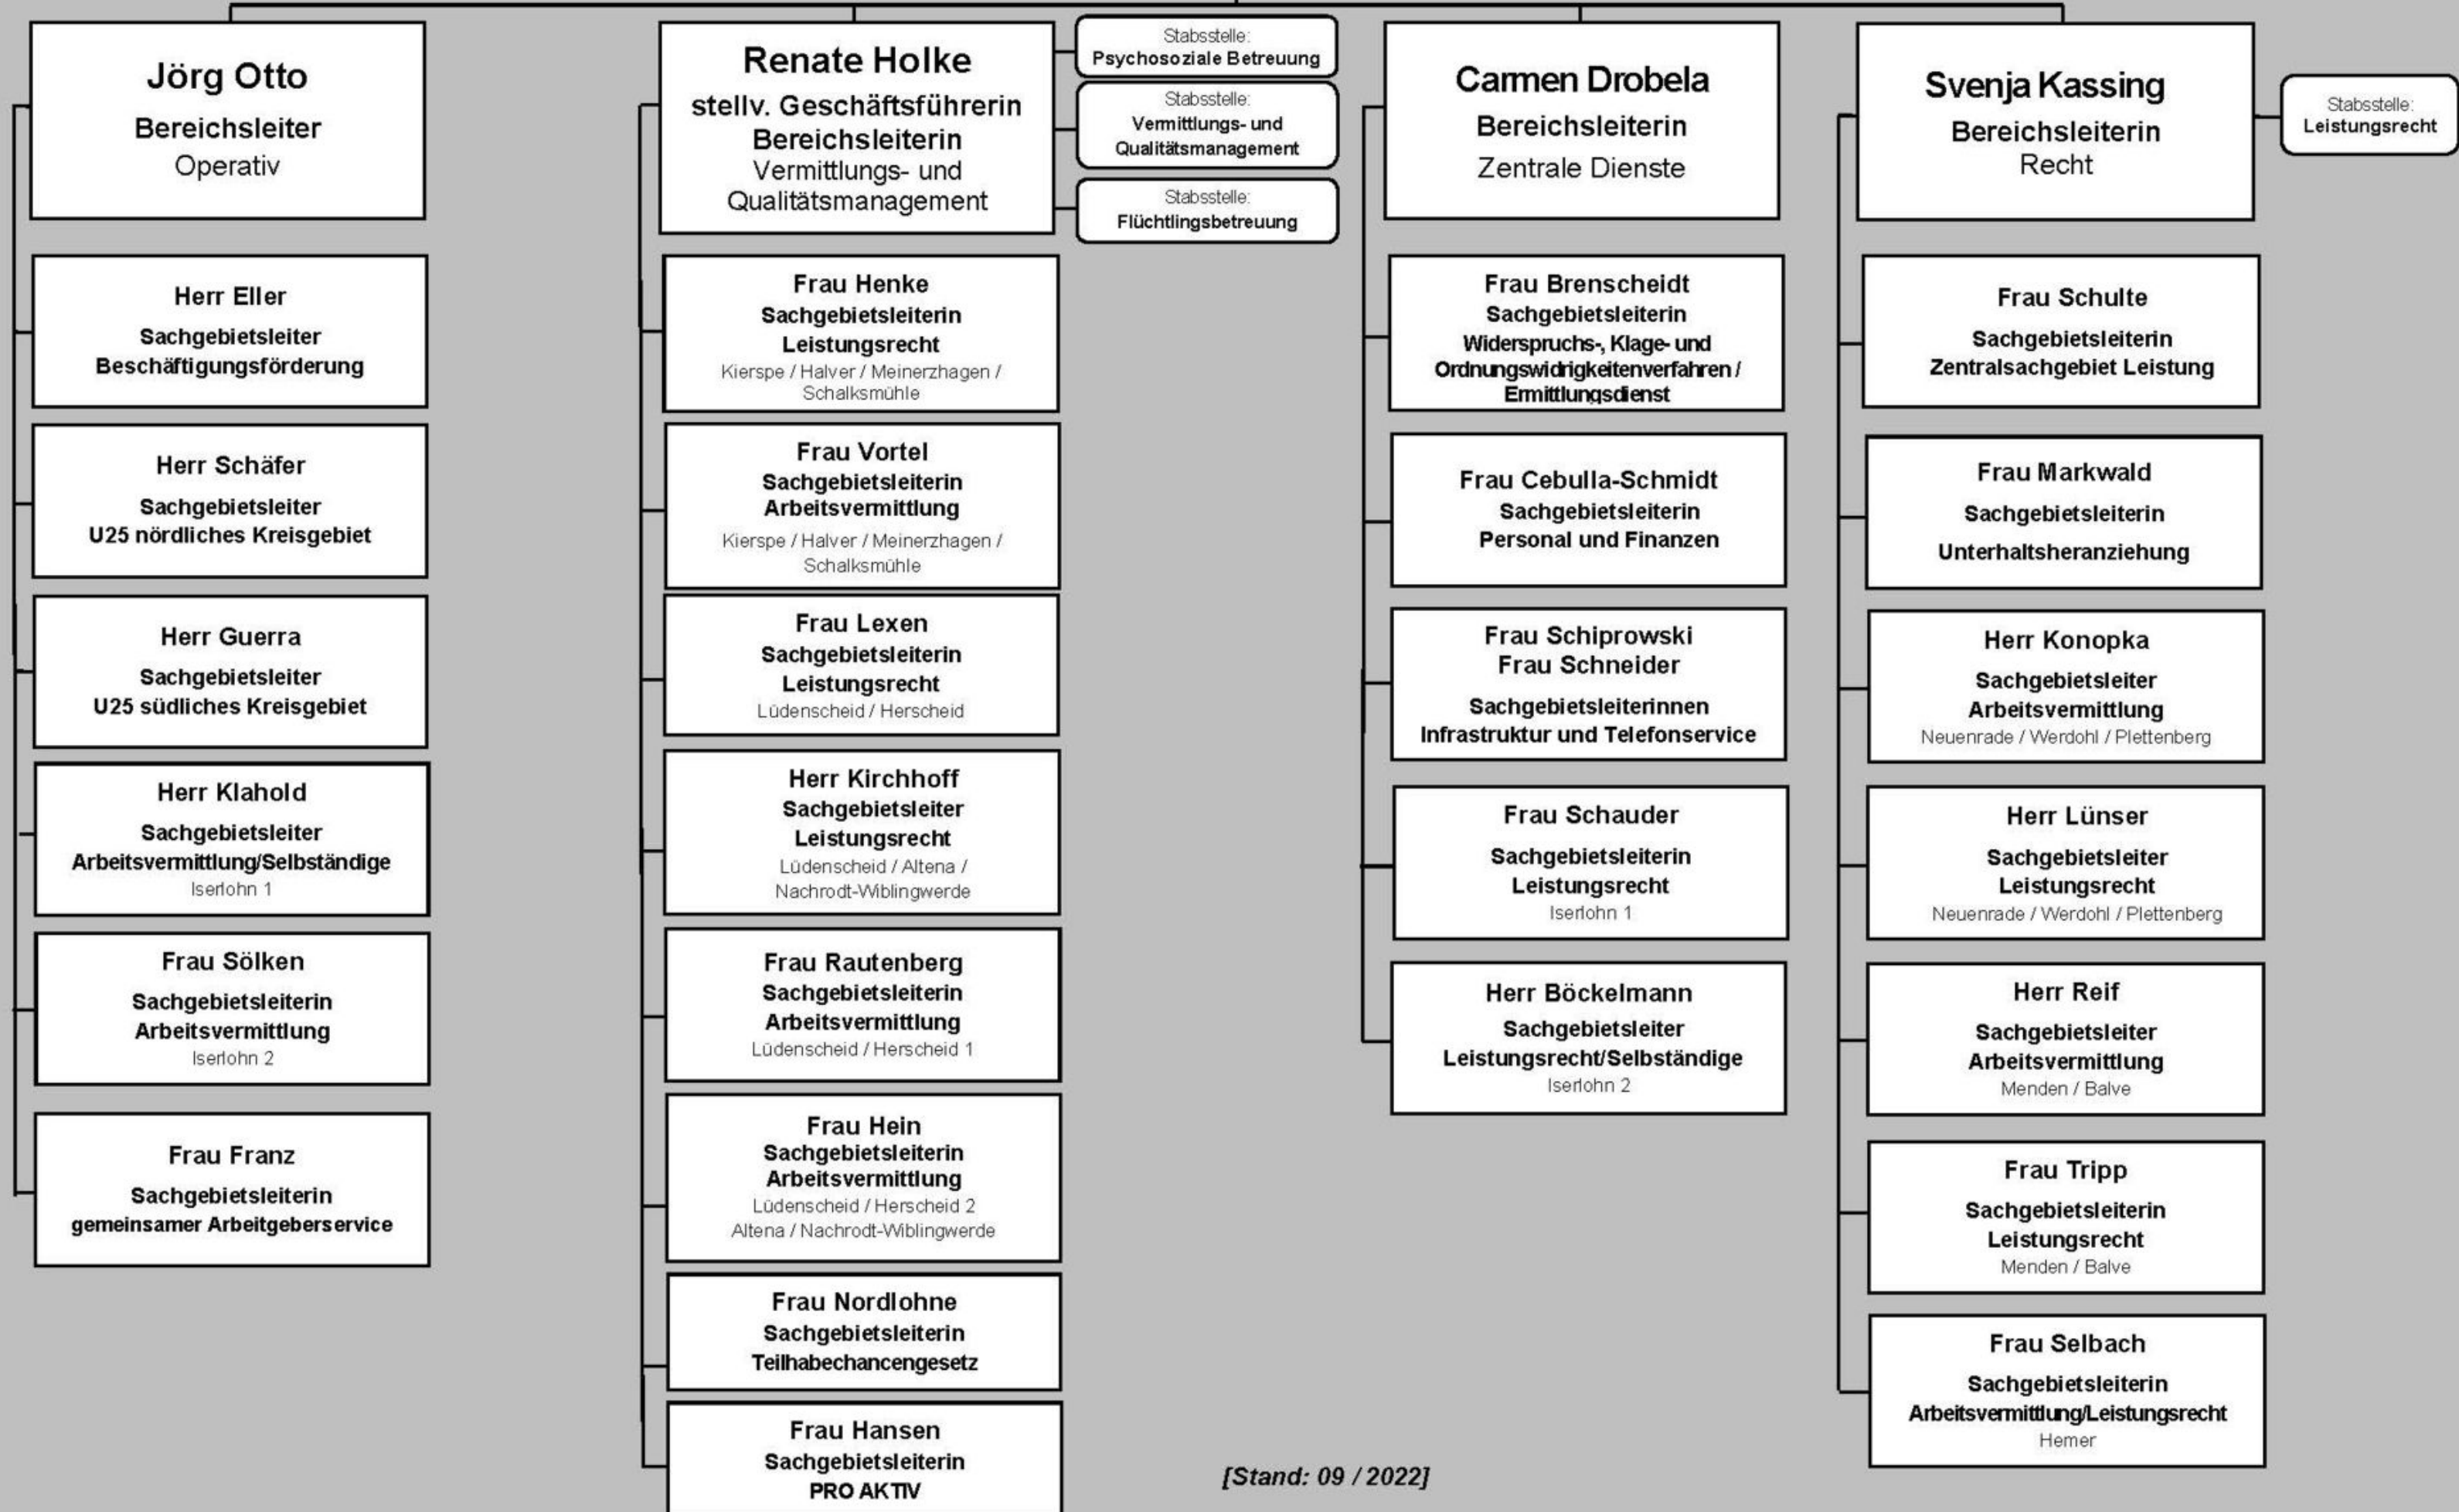 Jörg Otto
Bereichsleiter
Operativ
Herr Eller
Sachgebietsleiter
Beschäftigungsförderung
Herr Schäfer
Sachgebietsleiter
U25 nördliches Kreisgebiet
Herr Guerra
Sachgebietsleiter
U25 südliches Kreisgebiet
Herr Klahold
Sachgebietsleiter
Arbeitsvermittlung/Selbständige
Iserlohn 1
Frau Sölken
Sachgebietsleiterin
Arbeitsvermittlung
Iserlohn 2
Frau Franz
Sachgebietsleiterin
gemeinsamer Arbeitgeberservice
Renate Holke
stellv. Geschäftsführerin
Bereichsleiterin
Vermittlungs- und
Qualitätsmanagement
Stabsstelle:
Psychosoziale Betreuung
Stabsstelle:
Vermittlungs- und
Qualitätsmanagement
Stabsstelle:
Flüchtlingsbetreuung
Frau Henke
Sachgebietsleiterin
Leistungsrecht
Kierspe / Halver / Meinerzhagen /
Schalksmühle
Frau Vortel
Sachgebietsleiterin
Arbeitsvermittlung
Kierspe / Halver / Meinerzhagen /
Schalksmühle
Frau Lexen
Sachgebietsleiterin
Leistungsrecht
Lüdenscheid / Herscheid
Herr Kirchhoff
Sachgebietsleiter
Leistungsrecht
Lüdenscheid / Altena /
Nachrodt-Wiblingwerde
Frau Rautenberg
Sachgebietsleiterin
Arbeitsvermittlung
Lüdenscheid / Herscheid 1
Frau Hein
Sachgebietsleiterin
Arbeitsvermittlung
Lüdenscheid / Herscheid 2
Altena / Nachrodt-Wiblingwerde
Frau Nordlohne
Sachgebietsleiterin
Teilhabechancengesetz
Frau Hansen
Sachgebietsleiterin
PRO AKTIV
Carmen Drobela
Bereichsleiterin
Zentrale Dienste
Frau Brenscheidt
Sachgebietsleiterin
Widerspruchs-, Klage- und
Ordnungswidrigkeitenverfahren /
Ermittlungsdienst
Frau Cebulla-Schmidt
Sachgebietsleiterin
Personal und Finanzen
Frau Schiprowski
Frau Schneider
Sachgebietsleiterinnen
Infrastruktur und Telefonservice
Frau Schauder
Sachgebietsleiterin
Leistungsrecht
Iserlohn 1
Herr Böckelmann
Sachgebietsleiter
Leistungsrecht/Selbständige
Iserlohn 2
Svenja Kassing
Bereichsleiterin
Recht
Stabsstelle:
Leistungsrecht
Frau Schulte
Sachgebietsleiterin
Zentralsachgebiet Leistung
Frau Markwald
Sachgebietsleiterin
Unterhaltsheranziehung
Herr Konopka
Sachgebietsleiter
Arbeitsvermittlung
Neuenrade / Werdohl / Plettenberg
Herr Lünser
Sachgebietsleiter
Leistungsrecht
Neuenrade / Werdohl / Plettenberg
Herr Reif
Sachgebietsleiter
Arbeitsvermittlung
Menden / Balve
Frau Tripp
Sachgebietsleiterin
Leistungsrecht
Menden / Balve
Frau Selbach
Sachgebietsleiterin
Arbeitsvermittlung/Leistungsrecht
Hemer
[Stand: 09 / 2022]